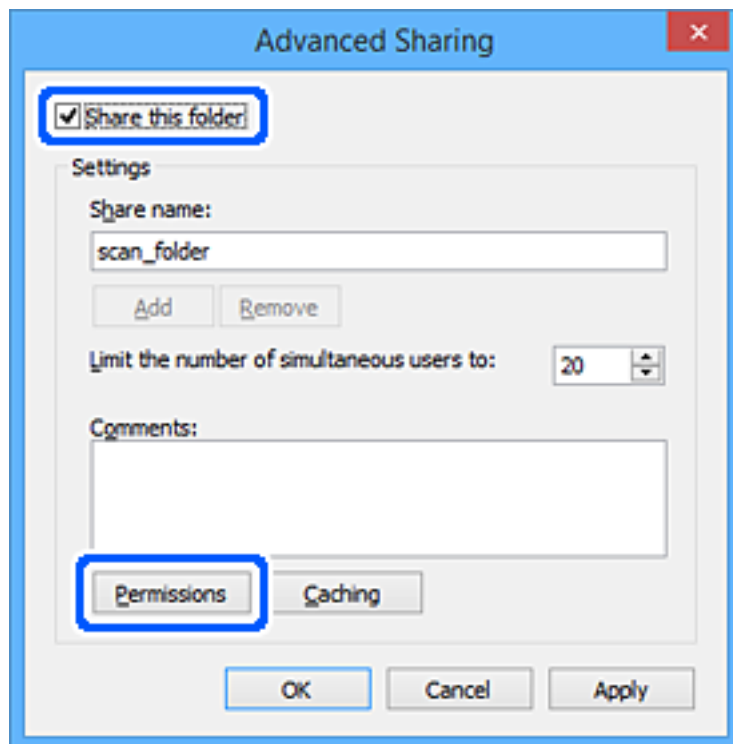 Advanced Sharing
Share this folder
Settings
Share name:
scan_folder
Add Remove
Limit the number of simultaneous users to: 20
Comments:
Permissions Caching
OK Cancel Apply